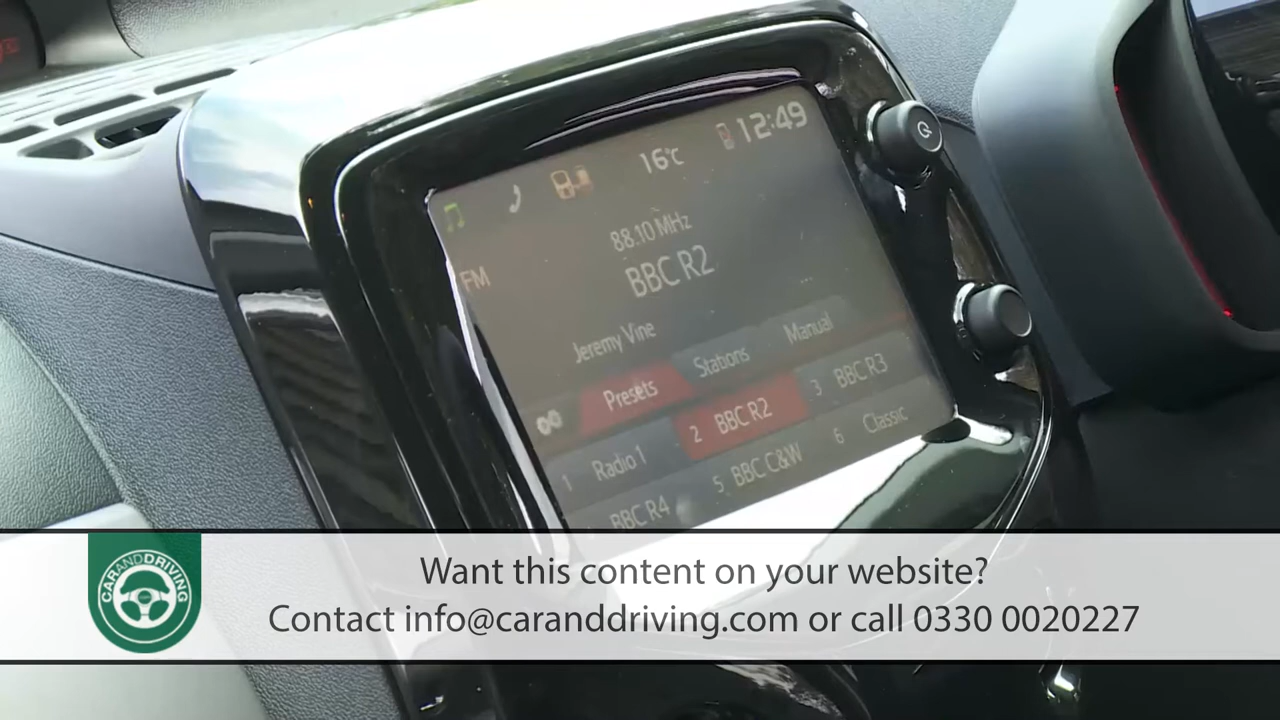 16°C
12:49
88.10 MHz
BBC R2
FM
Jeremy Vine
Presets Stations Manual
1 Radio 1 2 BBC R2 3 BBC R3
BBC R4 5 BBC C&W 6 Classic
CARANDDRIVING
Want this content on your website?
Contact info@caranddriving.com or call 0330 0020227